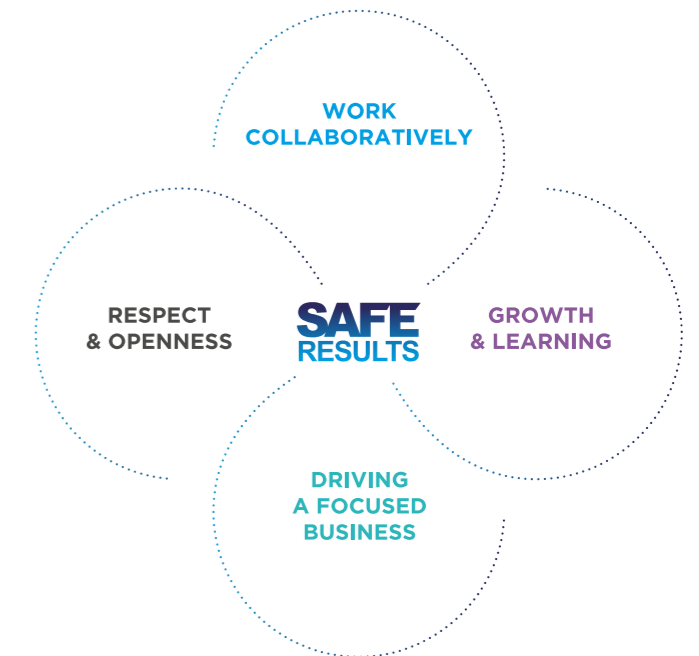 WORK
COLLABORATIVELY
RESPECT
& OPENNESS
SAFE
RESULTS
GROWTH
& LEARNING
DRIVING
A FOCUSED
BUSINESS